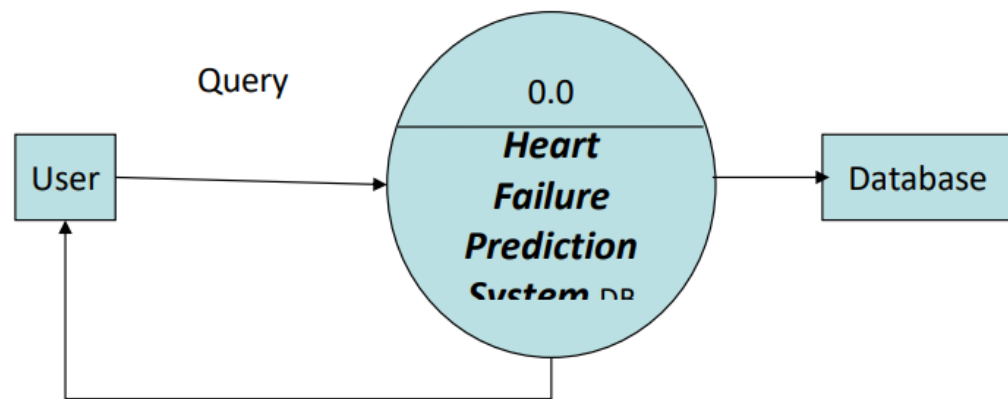 Query
0.0
User
Heart
Failure
Prediction
System DB
Database